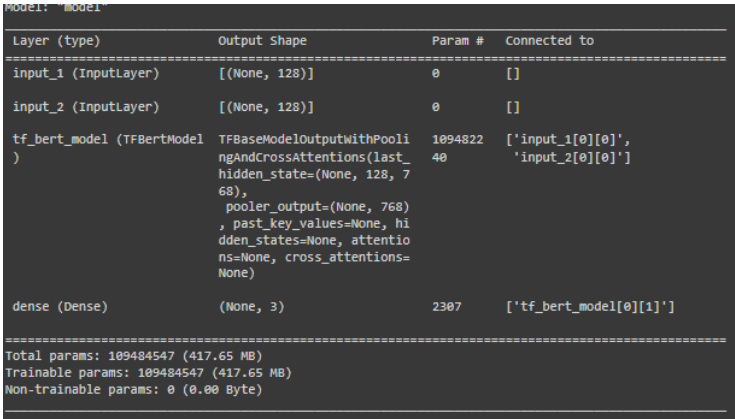 Model: "model"
Layer (type) Output Shape Param # Connected to
input_1 (InputLayer) [(None, 128)] 0 []
input_2 (InputLayer) [(None, 128)] 0 []
tf_bert_model (TFBertModel TFBaseModelOutputWithPooli 1094822 ['input_1[0][0]',
) ngAndCrossAttentions(last_ 40 'input_2[0][0]']
hidden_state=(None, 128, 7
68),
pooler_output=(None, 768)
, past_key_values=None, hi
dden_states=None, attentio
ns=None, cross_attentions=
None)
dense (Dense) (None, 3) 2307 ['tf_bert_model[0][1]']
Total params: 109484547 (417.65 MB)
Trainable params: 109484547 (417.65 MB)
Non-trainable params: 0 (0.00 Byte)